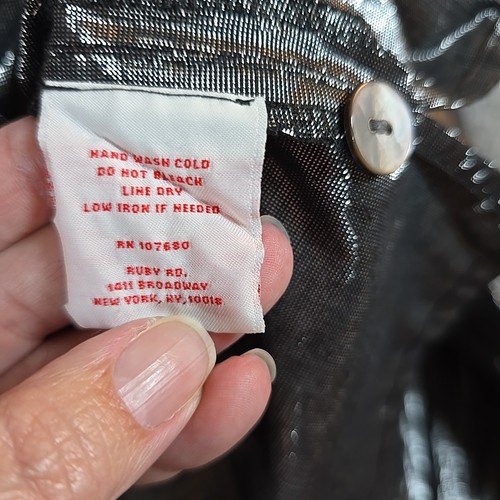 HAND WASH COLD
DO NOT BLEACH
LINE DRY
LOW IRON IF NEEDED
RN 107680
RUBY RD.
1411 BROADWAY
NEW YORK, NY, 10018